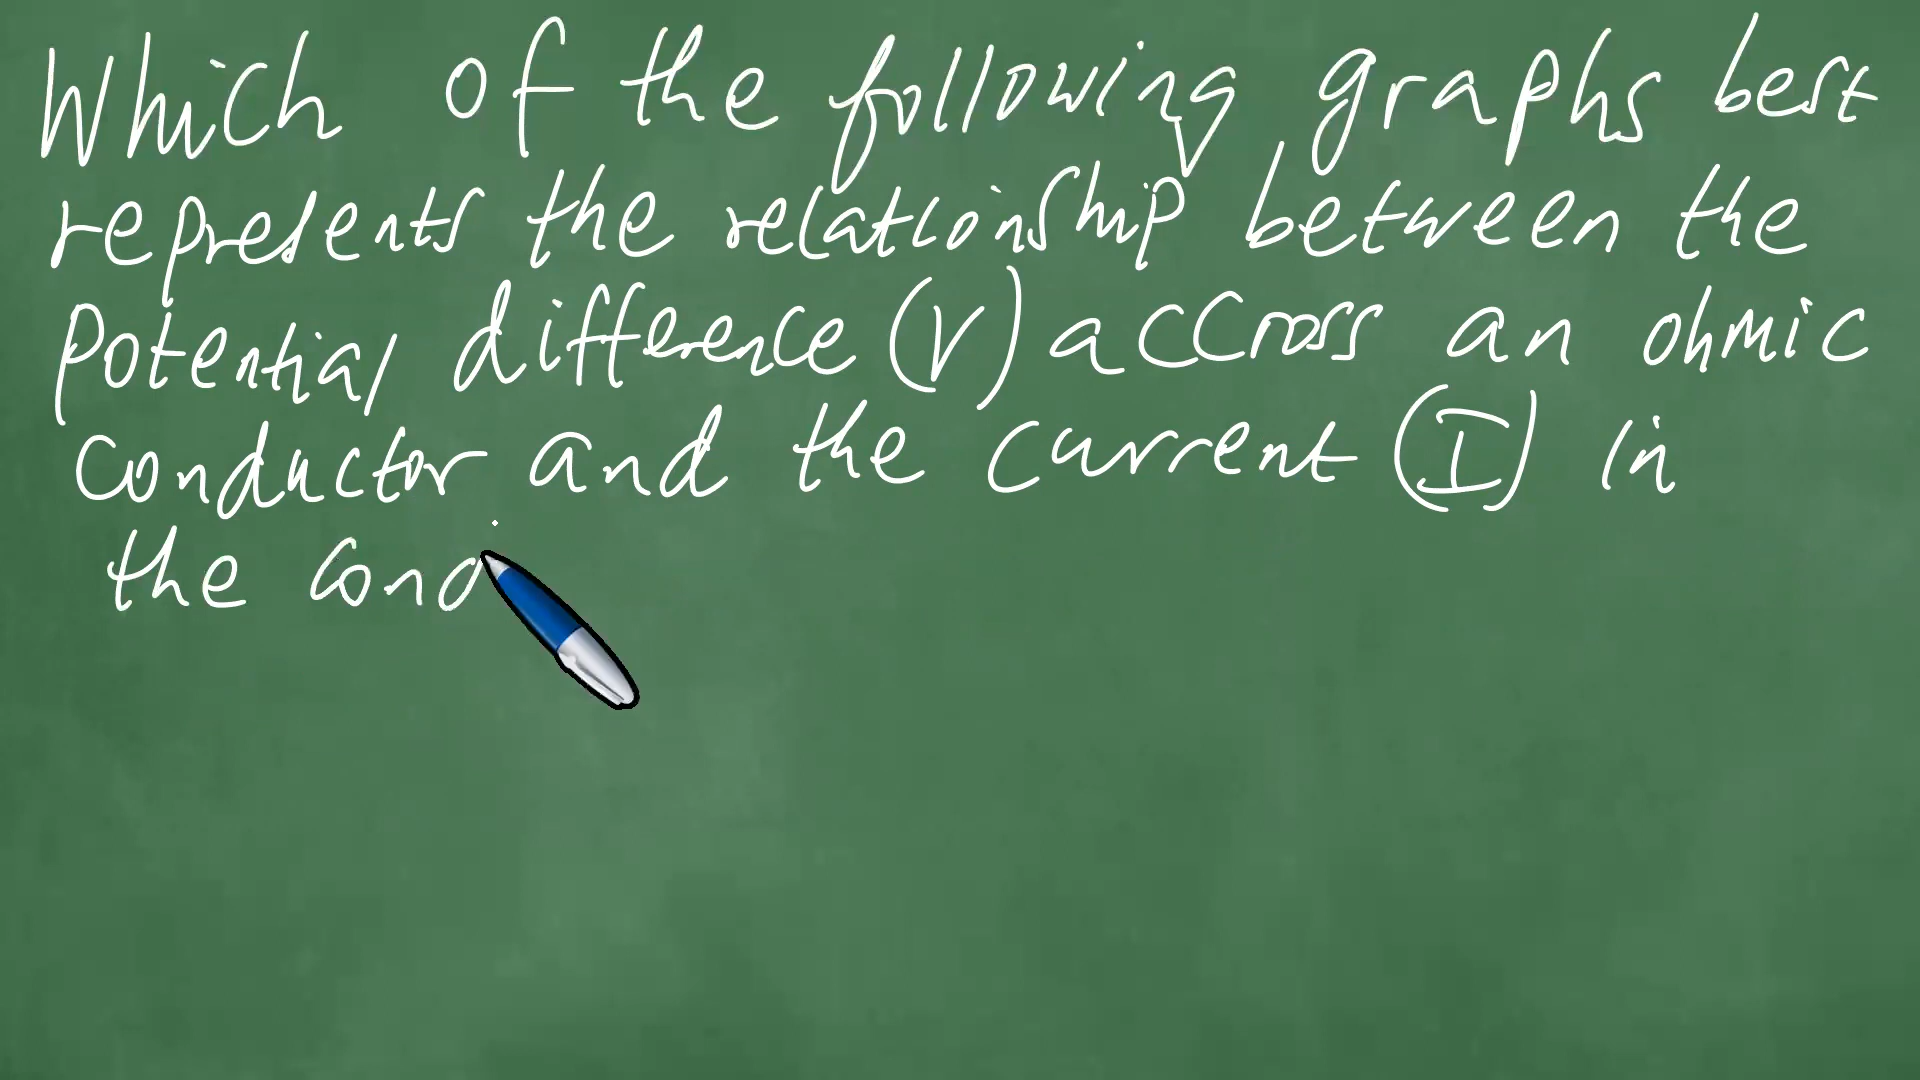 Which of the following graphs best
represents the relationship between the
potential difference (V) accross an ohmic
conductor and the current (I) in
the cond